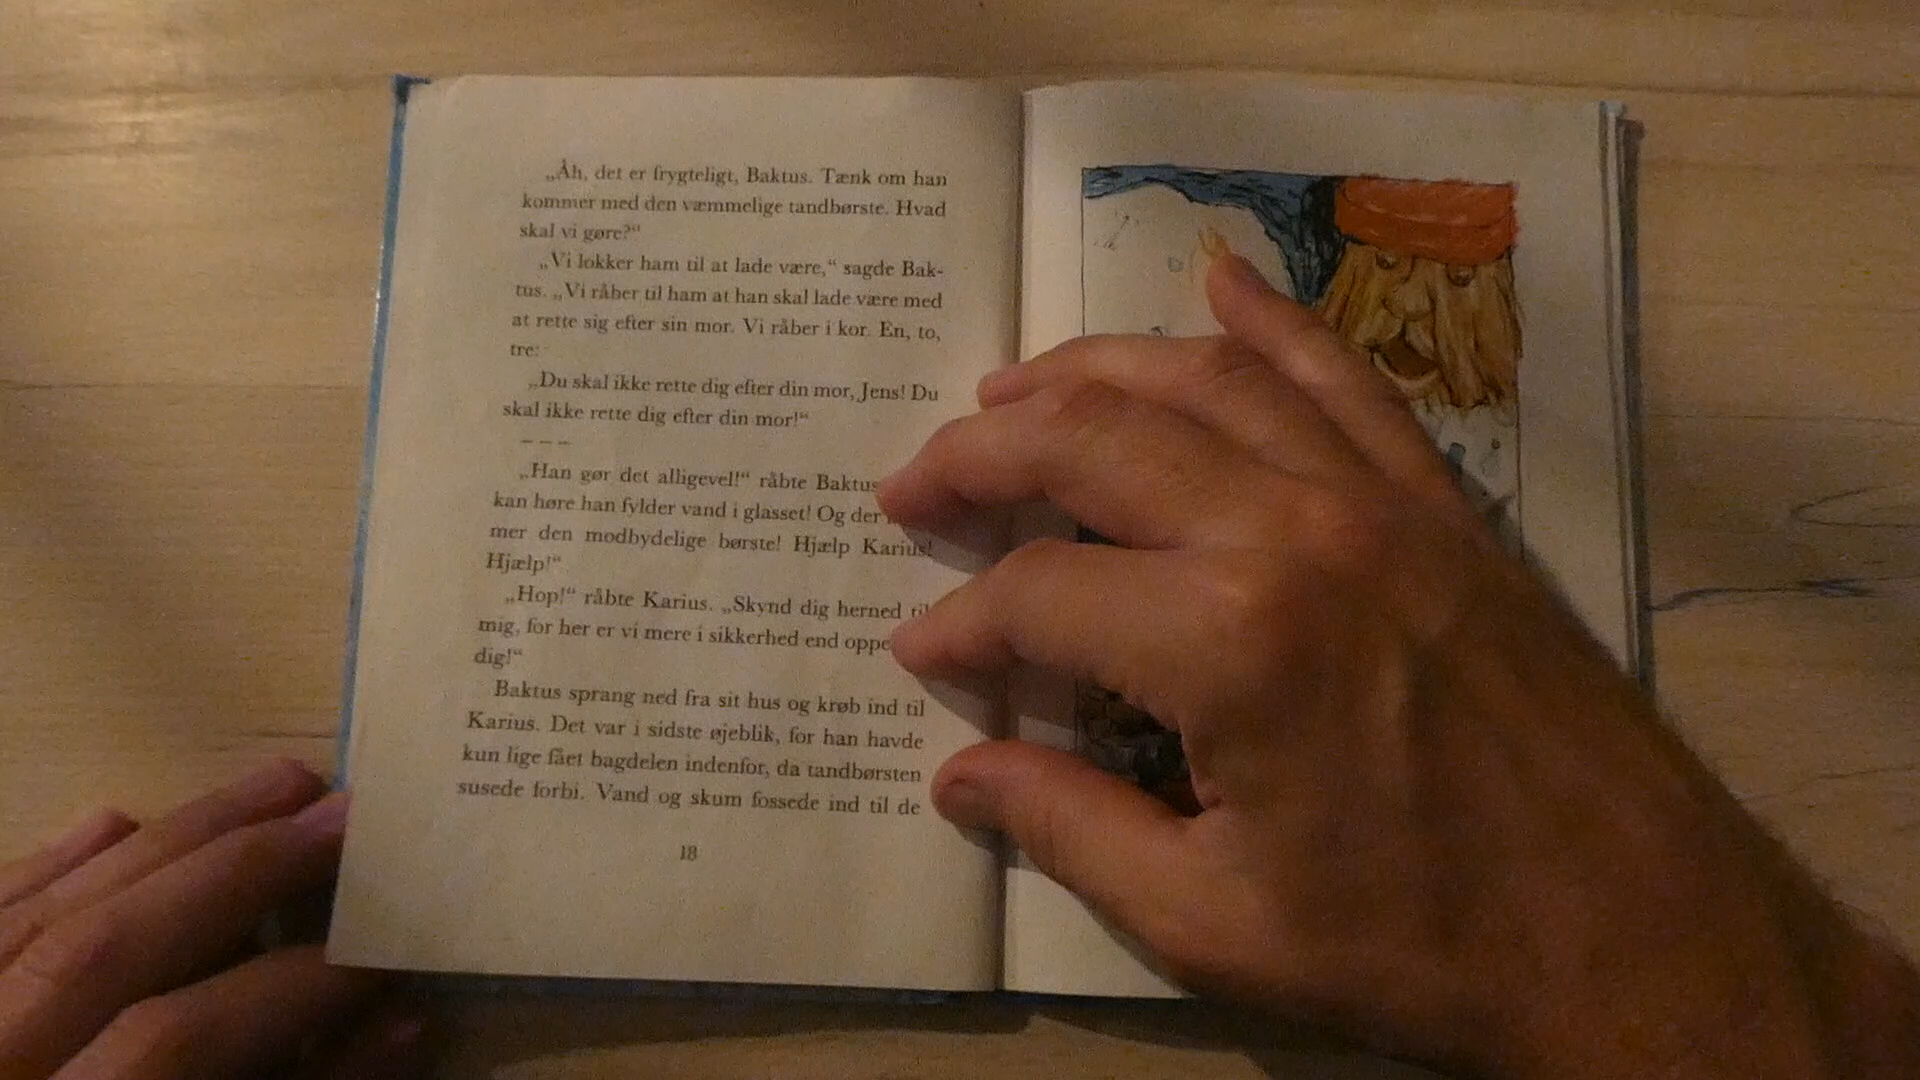 „Åh, det er frygteligt, Baktus. Tænk om han
kommer med den væmmelige tandbørste. Hvad
skal vi gøre?“
„Vi lokker ham til at lade være,“ sagde Bak-
tus. „Vi råber til ham at han skal lade være med
at rette sig efter sin mor. Vi råber i kor. En, to,
tre:
„Du skal ikke rette dig efter din mor, Jens! Du
skal ikke rette dig efter din mor!“
– – –
„Han gør det alligevel!“ råbte Baktus
kan høre han fylder vand i glasset! Og der
mer den modbydelige børste! Hjælp Karius!
Hjælp!“
„Hop!“ råbte Karius. „Skynd dig herned til
mig, for her er vi mere i sikkerhed end oppe
dig!“
Baktus sprang ned fra sit hus og krøb ind til
Karius. Det var i sidste øjeblik, for han havde
kun lige fået bagdelen indenfor, da tandbørsten
susede forbi. Vand og skum fossede ind til de
18